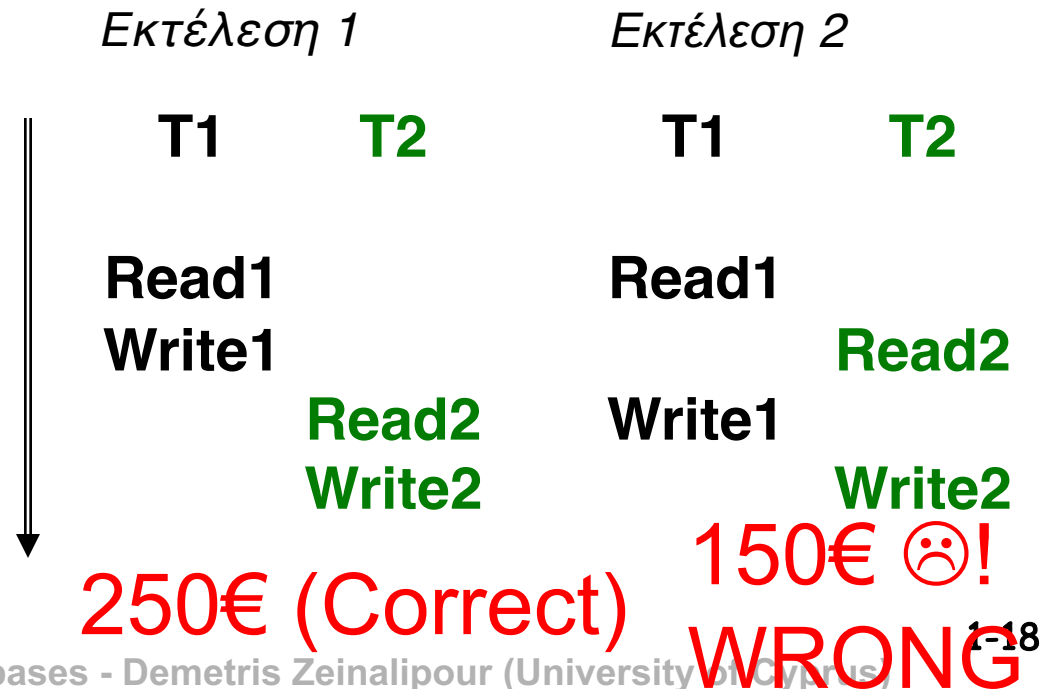 Εκτέλεση 1 Εκτέλεση 2
T1 T2 T1 T2
Read1 Read1
Write1 Read2
Read2 Write1
Write2 Write2
150€ ☹!
250€ (Correct)
WRONG
1-18
bases - Demetris Zeinalipour (University of Cyprus)